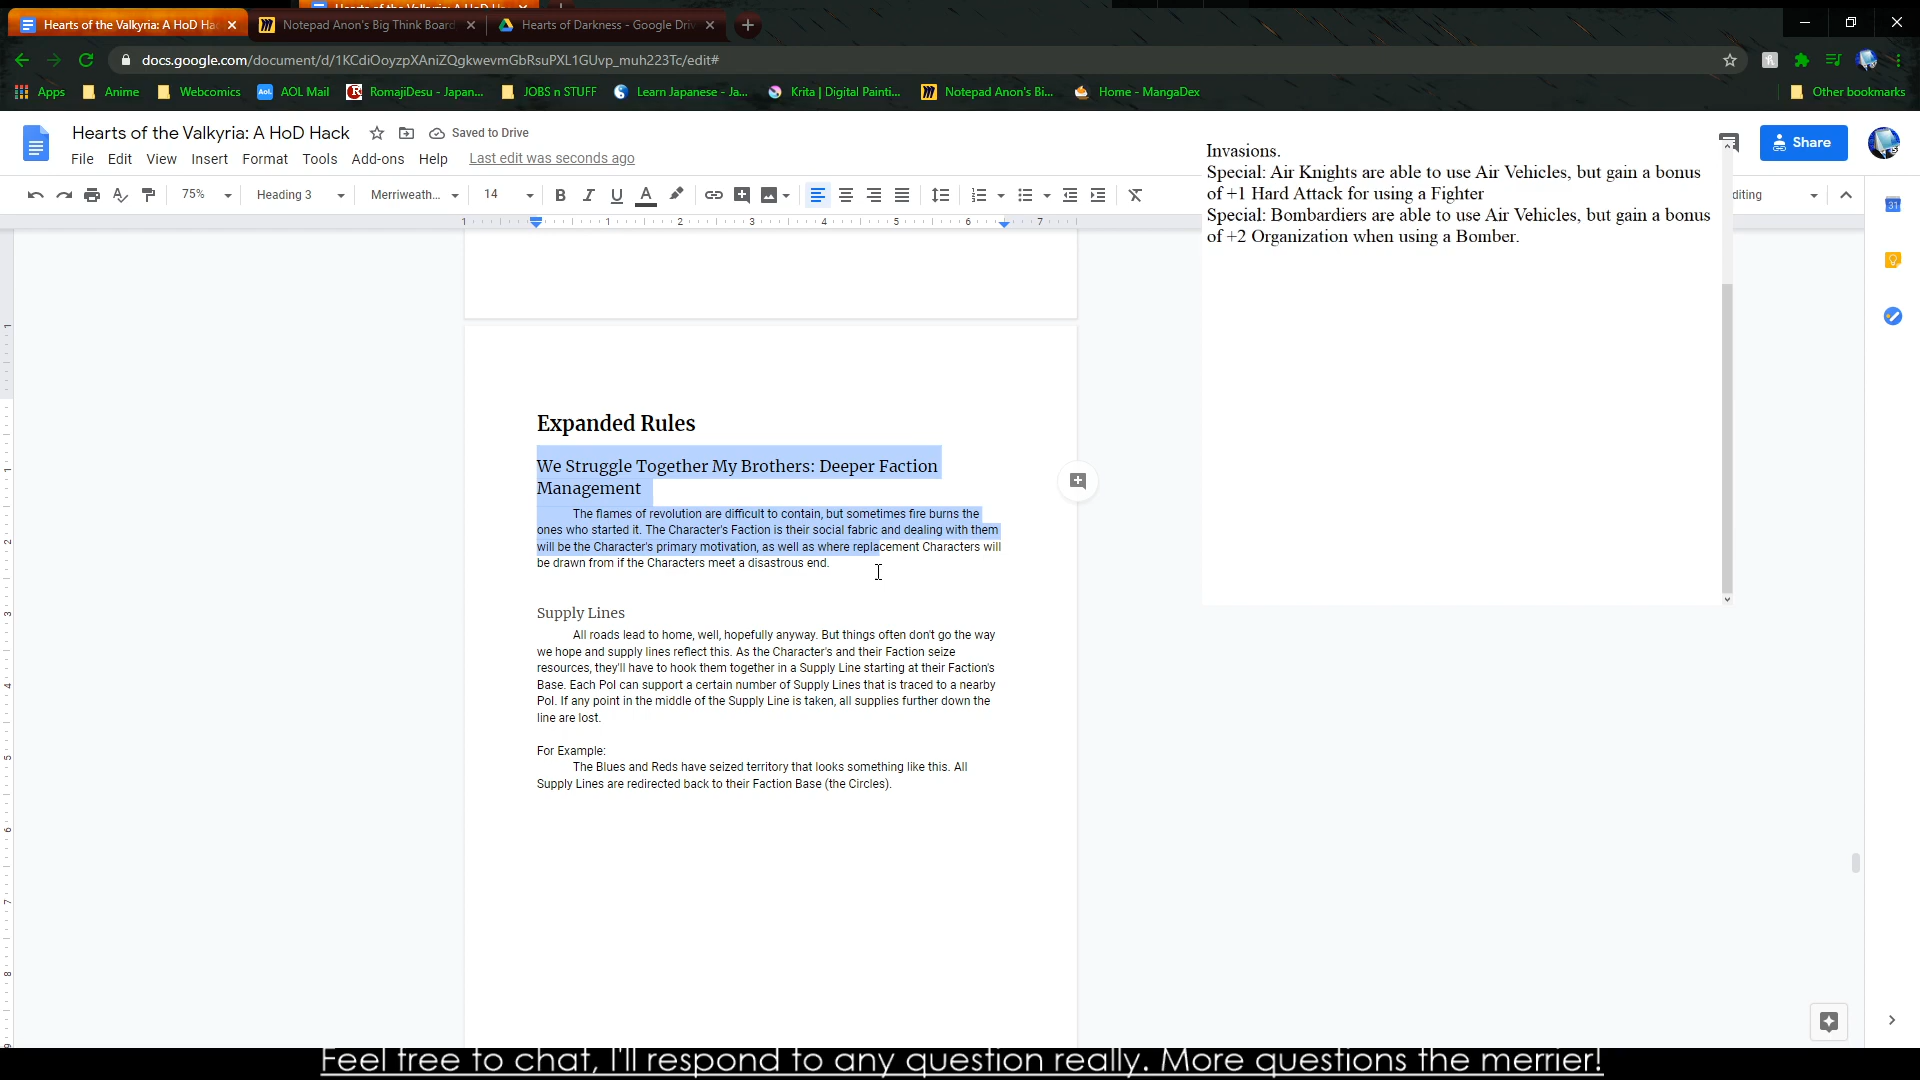 Hearts of the Valkyria: A HoD Hac
Notepad Anon's Big Think Board
Hearts of Darkness - Google Driv
docs.google.com/document/d/1KCdiOoyzpXAniZQgkwevmGbRsuPXL1GUvp_muh223Tc/edit#
Apps Anime Webcomics AOL Mail RomajiDesu - Japan... JOBS n STUFF Learn Japanese - Ja... Krita | Digital Painti... Notepad Anon's Bi... Home - MangaDex Other bookmarks
Hearts of the Valkyria: A HoD Hack Saved to Drive
Share
File Edit View Insert Format Tools Add-ons Help Last edit was seconds ago
75% Heading 3 Merriweath... 14 diting
Invasions.
Special: Air Knights are able to use Air Vehicles, but gain a bonus
of +1 Hard Attack for using a Fighter
Special: Bombardiers are able to use Air Vehicles, but gain a bonus
of +2 Organization when using a Bomber.
1 1 2 3 4 5 6 7
Expanded Rules
We Struggle Together My Brothers: Deeper Faction
Management
The flames of revolution are difficult to contain, but sometimes fire burns the
ones who started it. The Character's Faction is their social fabric and dealing with them
will be the Character's primary motivation, as well as where replacement Characters will
be drawn from if the Characters meet a disastrous end.
Supply Lines
All roads lead to home, well, hopefully anyway. But things often don't go the way
we hope and supply lines reflect this. As the Character's and their Faction seize
resources, they'll have to hook them together in a Supply Line starting at their Faction's
Base. Each PoI can support a certain number of Supply Lines that is traced to a nearby
PoI. If any point in the middle of the Supply Line is taken, all supplies further down the
line are lost.
For Example:
The Blues and Reds have seized territory that looks something like this. All
Supply Lines are redirected back to their Faction Base (the Circles).
Feel free to chat, I'll respond to any question really. More questions the merrier!